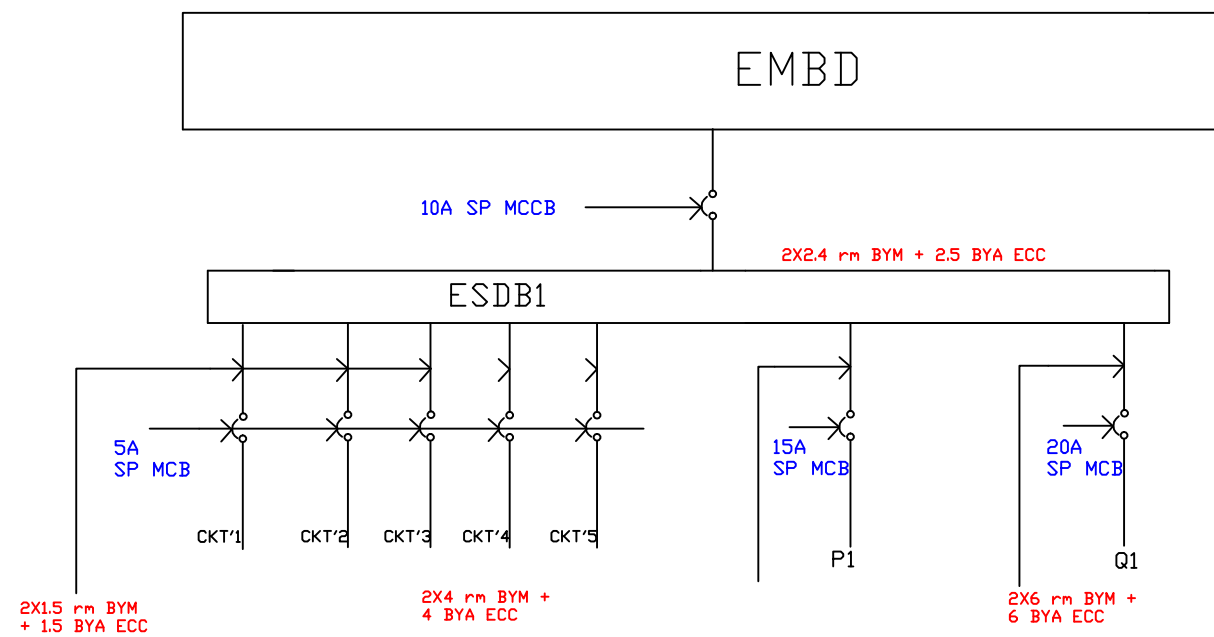 EMBD
10A SP MCCB
2X2.4 rm BYM + 2.5 BYA ECC
ESDB1
5A
SP MCB
15A
SP MCB
20A
SP MCB
CKT'1
CKT'2
CKT'3
CKT'4
CKT'5
P1
Q1
2X1.5 rm BYM
+ 1.5 BYA ECC
2X4 rm BYM +
4 BYA ECC
2X6 rm BYM +
6 BYA ECC